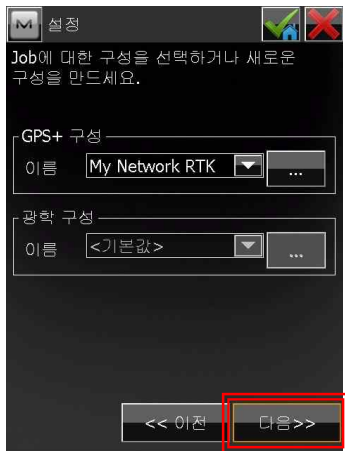 M 설정
Job에 대한 구성을 선택하거나 새로운
구성을 만드세요.
GPS+ 구성
이름 My Network RTK ...
광학 구성
이름 <기본값> ...
<< 이전 다음>>